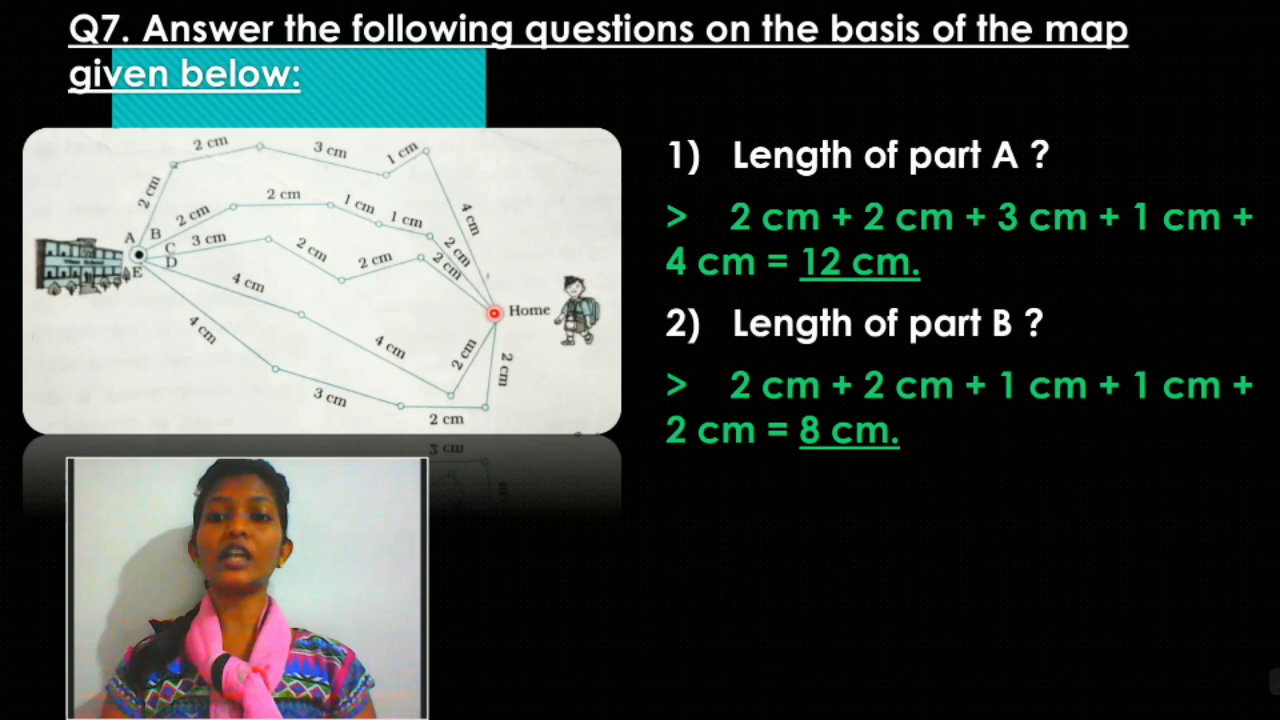 Q7. Answer the following questions on the basis of the map
given below:
2 cm
3 cm
1 cm
2 cm
4 cm
2 cm
2 cm
1 cm
1 cm
2 cm
A
B
C
D
E
3 cm
2 cm
2 cm
2 cm
Home
4 cm
4 cm
2 cm
4 cm
3 cm
2 cm
2 cm
1) Length of part A ?
> 2 cm + 2 cm + 3 cm + 1 cm +
4 cm = 12 cm.
2) Length of part B ?
> 2 cm + 2 cm + 1 cm + 1 cm +
2 cm = 8 cm.